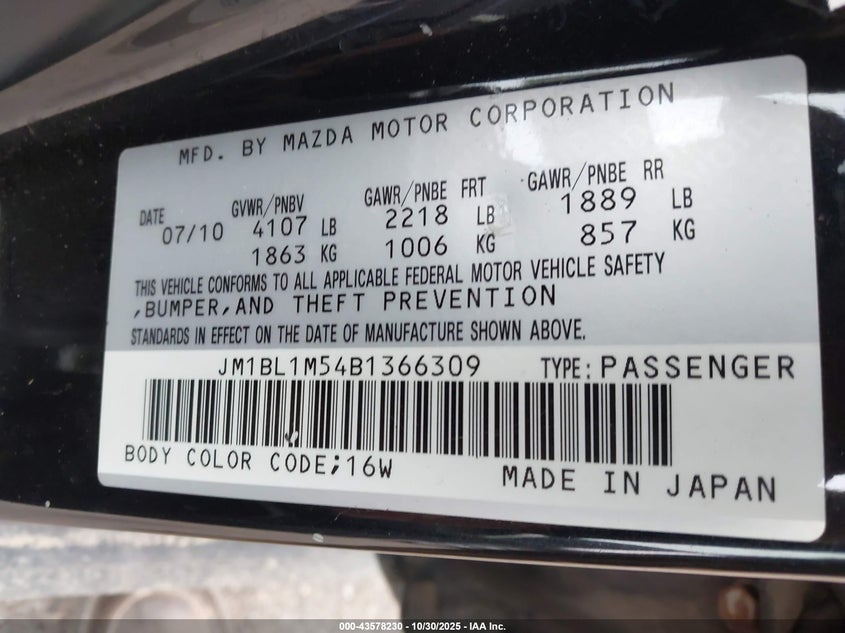 MFD. BY MAZDA MOTOR CORPORATION
DATE GVWR/PNBV GAWR/PNBE FRT GAWR/PNBE RR
07/10 4107 LB 2218 LB 1889 LB
1863 KG 1006 KG 857 KG
THIS VEHICLE CONFORMS TO ALL APPLICABLE FEDERAL MOTOR VEHICLE SAFETY
,BUMPER,AND THEFT PREVENTION
STANDARDS IN EFFECT ON THE DATE OF MANUFACTURE SHOWN ABOVE.
JM1BL1M54B1366309 TYPE:PASSENGER
BODY COLOR CODE;16W MADE IN JAPAN
000-43578230 - 10/30/2025 - IAA Inc.